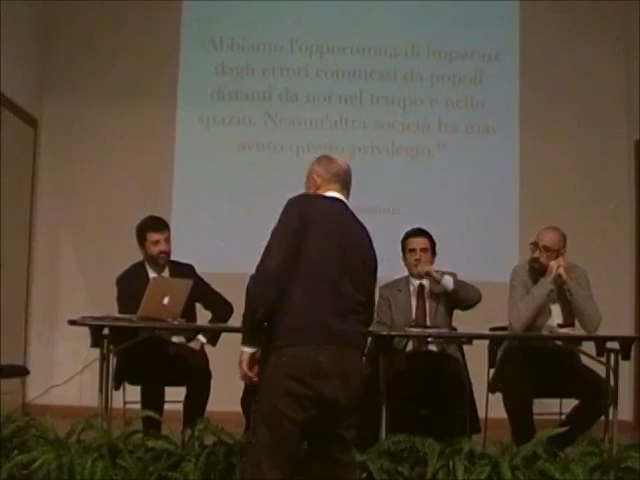 Abbiamo l'opportunità di imparare
dagli errori commessi da popoli
distanti da noi nel tempo e nello
spazio. Nessun'altra società ha mai
avuto questo privilegio."